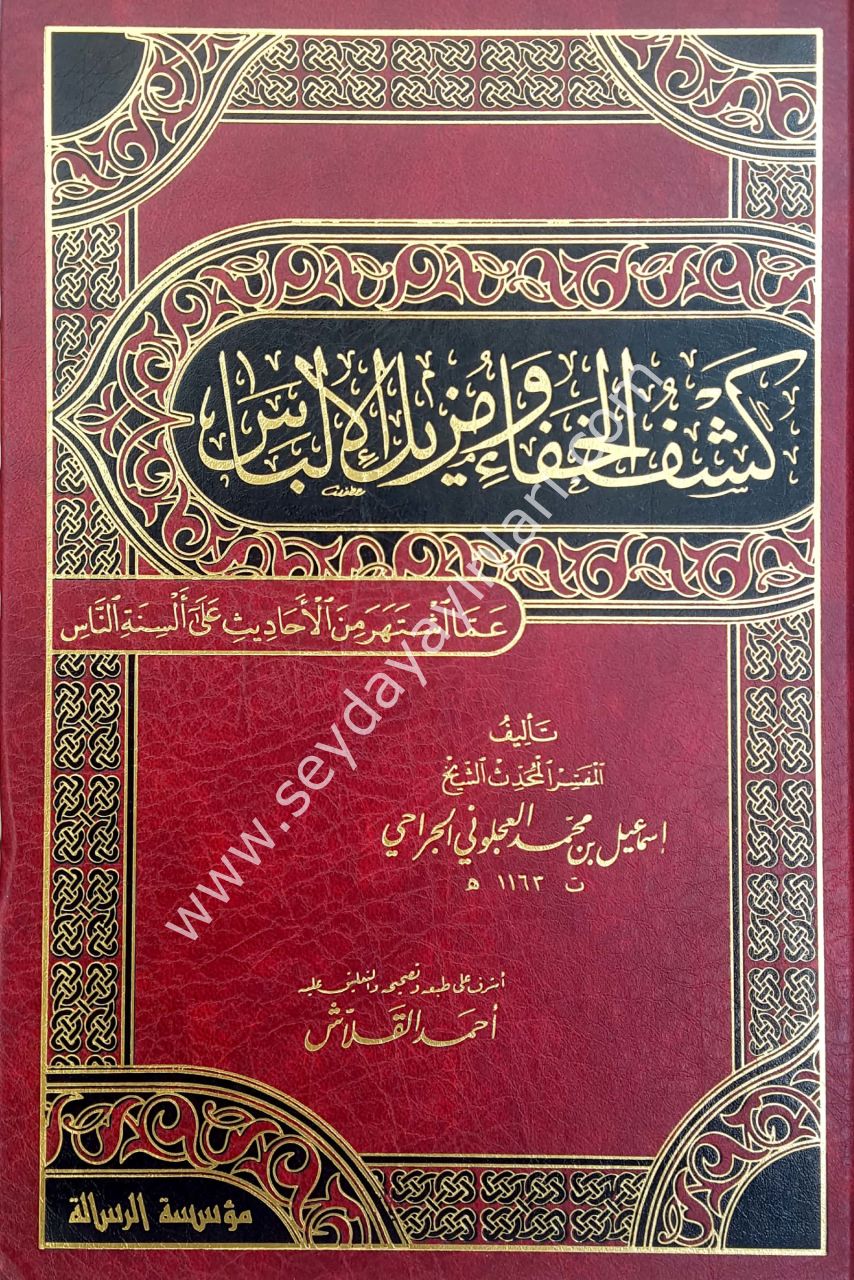 كشف الخفاء ومزيل الإلباس
عما اشتهر من الأحاديث على ألسنة الناس
تأليف
المفسر المحدث الشيخ
إسماعيل بن محمد العجلوني الجراحي
ت ١١٦٣ هـ
أشرف على طبعه وتصحيحه والتعليق عليه
أحمد القلاش
مؤسسة الرسالة
www.seydayayinlari.com